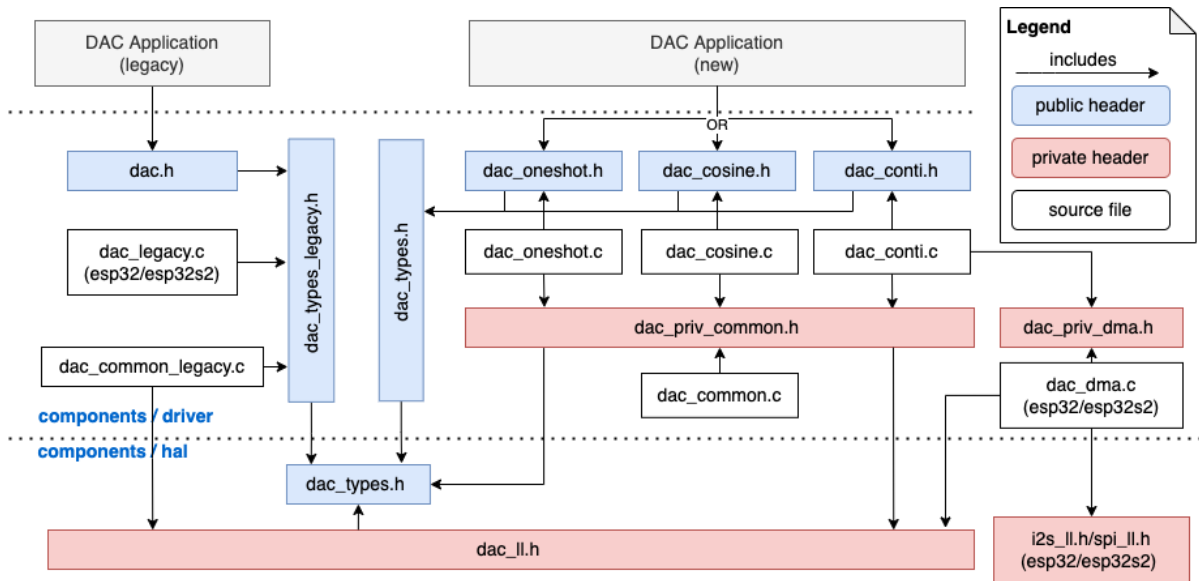 DAC Application
(legacy)
DAC Application
(new)
Legend
includes
public header
private header
source file
OR
dac.h
dac_types_legacy.h
dac_types.h
dac_oneshot.h
dac_cosine.h
dac_conti.h
dac_legacy.c
(esp32/esp32s2)
dac_oneshot.c
dac_cosine.c
dac_conti.c
dac_priv_common.h
dac_priv_dma.h
dac_common_legacy.c
dac_common.c
dac_dma.c
(esp32/esp32s2)
components / driver
components / hal
dac_types.h
dac_ll.h
i2s_ll.h/spi_ll.h
(esp32/esp32s2)